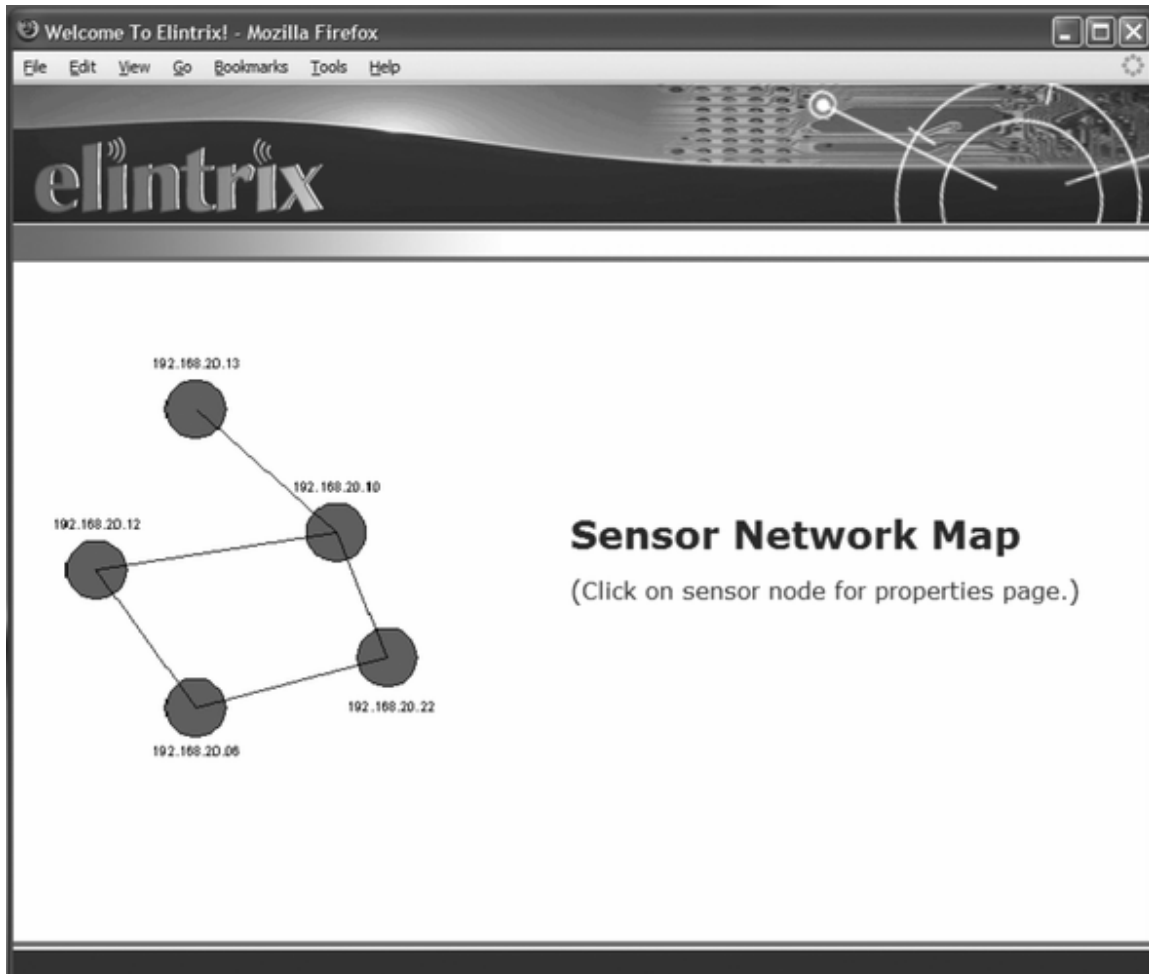 Welcome To Elintrix! - Mozilla Firefox
File Edit View Go Bookmarks Tools Help
elintrix
192.168.20.13
192.168.20.10
192.168.20.12
Sensor Network Map
(Click on sensor node for properties page.)
192.168.20.22
192.168.20.06